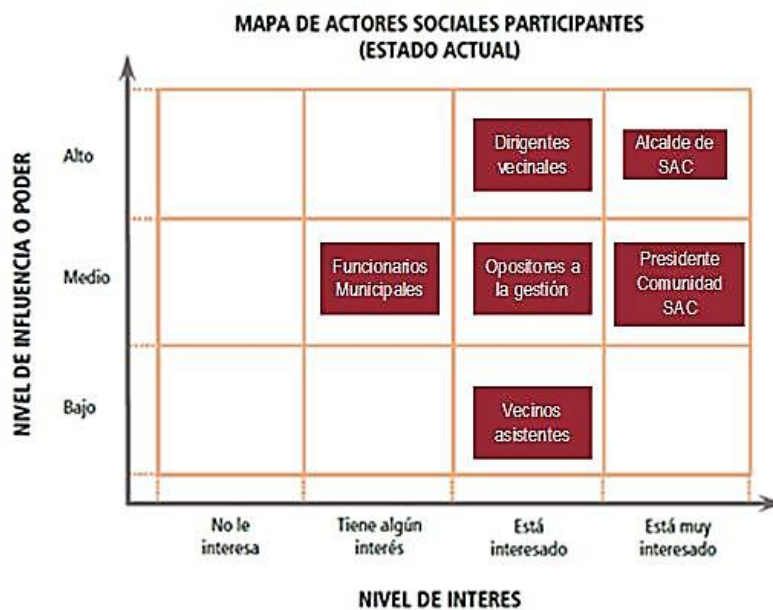 MAPA DE ACTORES SOCIALES PARTICIPANTES
(ESTADO ACTUAL)
NIVEL DE INFLUENCIA O PODER
Alto
Dirigentes
vecinales
Alcalde de
SAC
Medio
Funcionarios
Municipales
Opositores a
la gestión
Presidente
Comunidad
SAC
Bajo
Vecinos
asistentes
No le
interesa
Tiene algún
interés
Está
interesado
Está muy
interesado
NIVEL DE INTERES